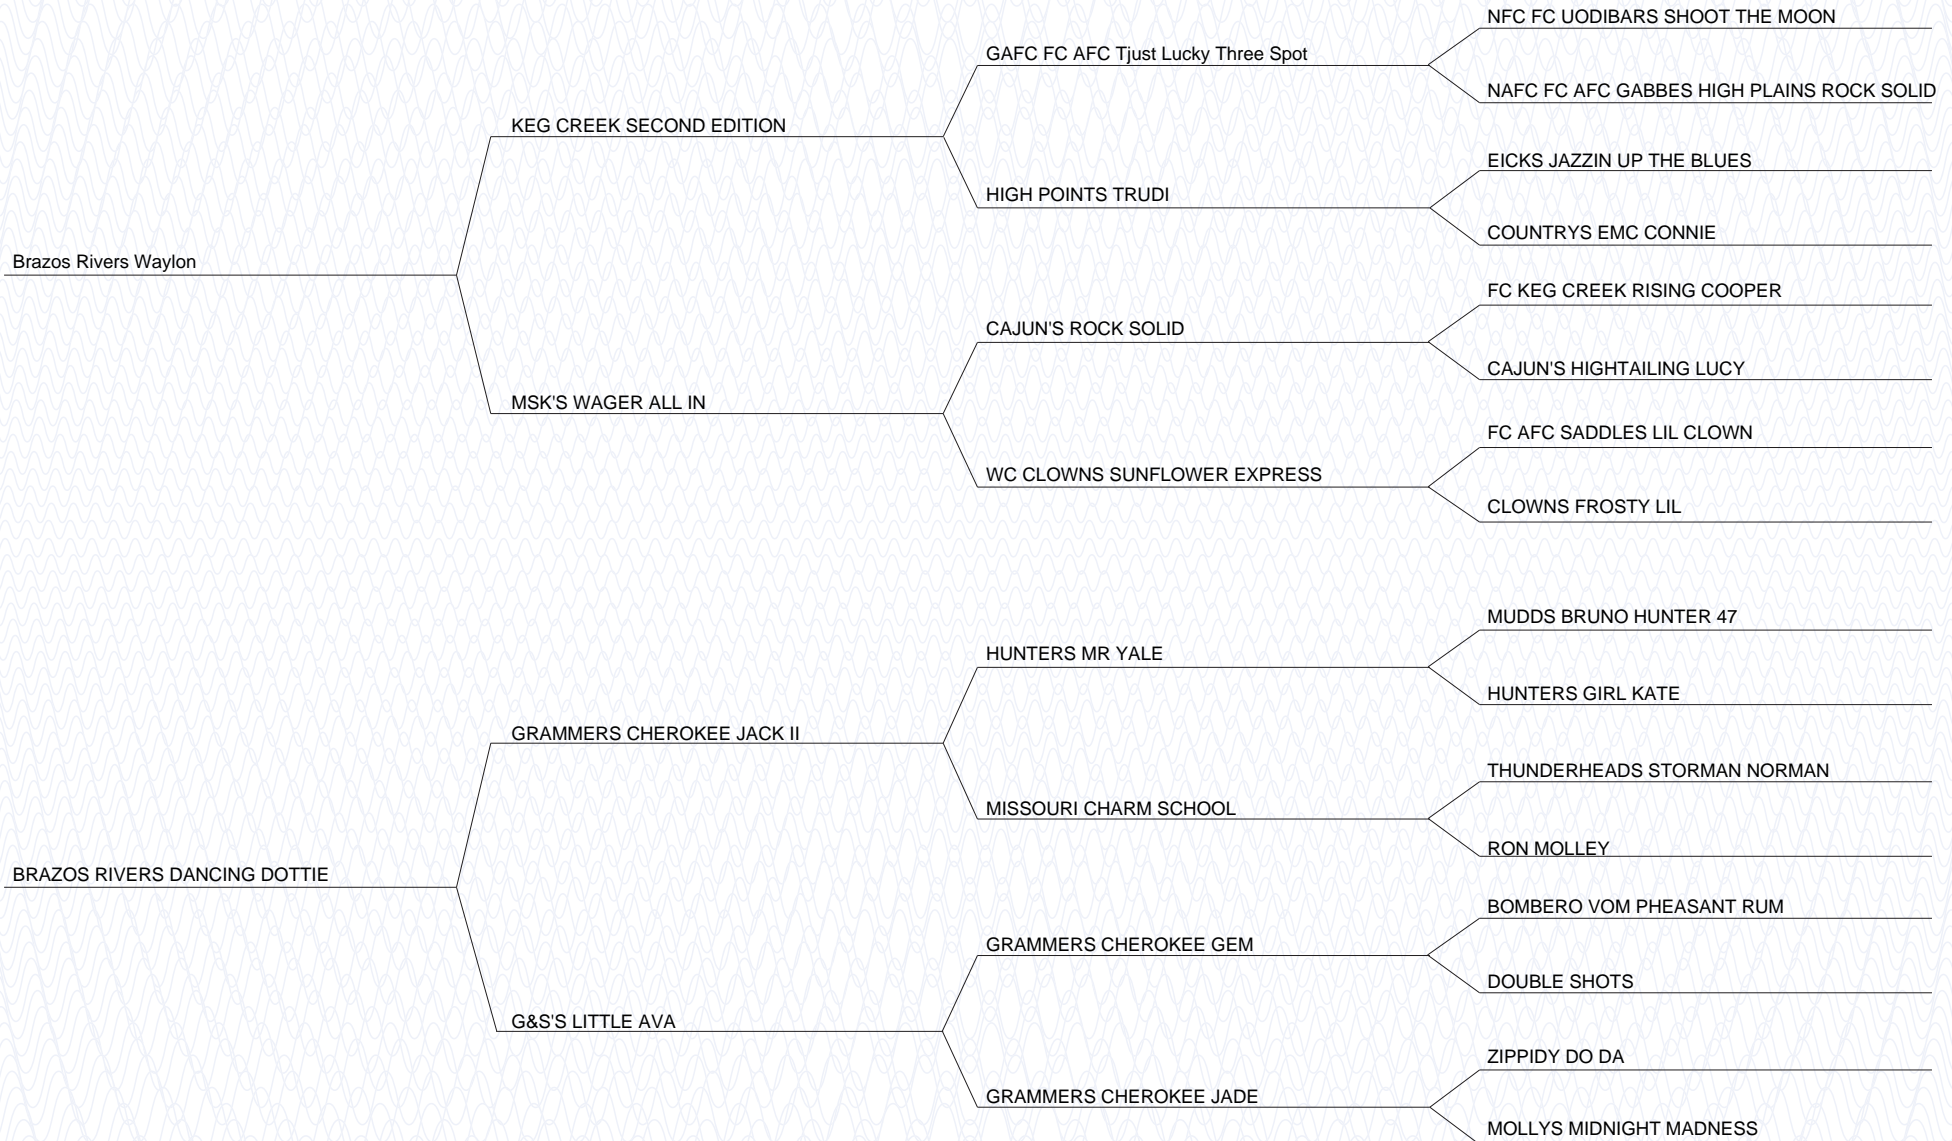 NFC FC UODIBARS SHOOT THE MOON
GAFC FC AFC Tjust Lucky Three Spot
NAFC FC AFC GABBES HIGH PLAINS ROCK SOLID
KEG CREEK SECOND EDITION
EICKS JAZZIN UP THE BLUES
HIGH POINTS TRUDI
COUNTRYS EMC CONNIE
Brazos Rivers Waylon
FC KEG CREEK RISING COOPER
CAJUN'S ROCK SOLID
CAJUN'S HIGHTAILING LUCY
MSK'S WAGER ALL IN
FC AFC SADDLES LIL CLOWN
WC CLOWNS SUNFLOWER EXPRESS
CLOWNS FROSTY LIL
MUDDS BRUNO HUNTER 47
HUNTERS MR YALE
HUNTERS GIRL KATE
GRAMMERS CHEROKEE JACK II
THUNDERHEADS STORMAN NORMAN
MISSOURI CHARM SCHOOL
RON MOLLEY
BRAZOS RIVERS DANCING DOTTIE
BOMBERO VOM PHEASANT RUM
GRAMMERS CHEROKEE GEM
DOUBLE SHOTS
G&S'S LITTLE AVA
ZIPPIDY DO DA
GRAMMERS CHEROKEE JADE
MOLLYS MIDNIGHT MADNESS